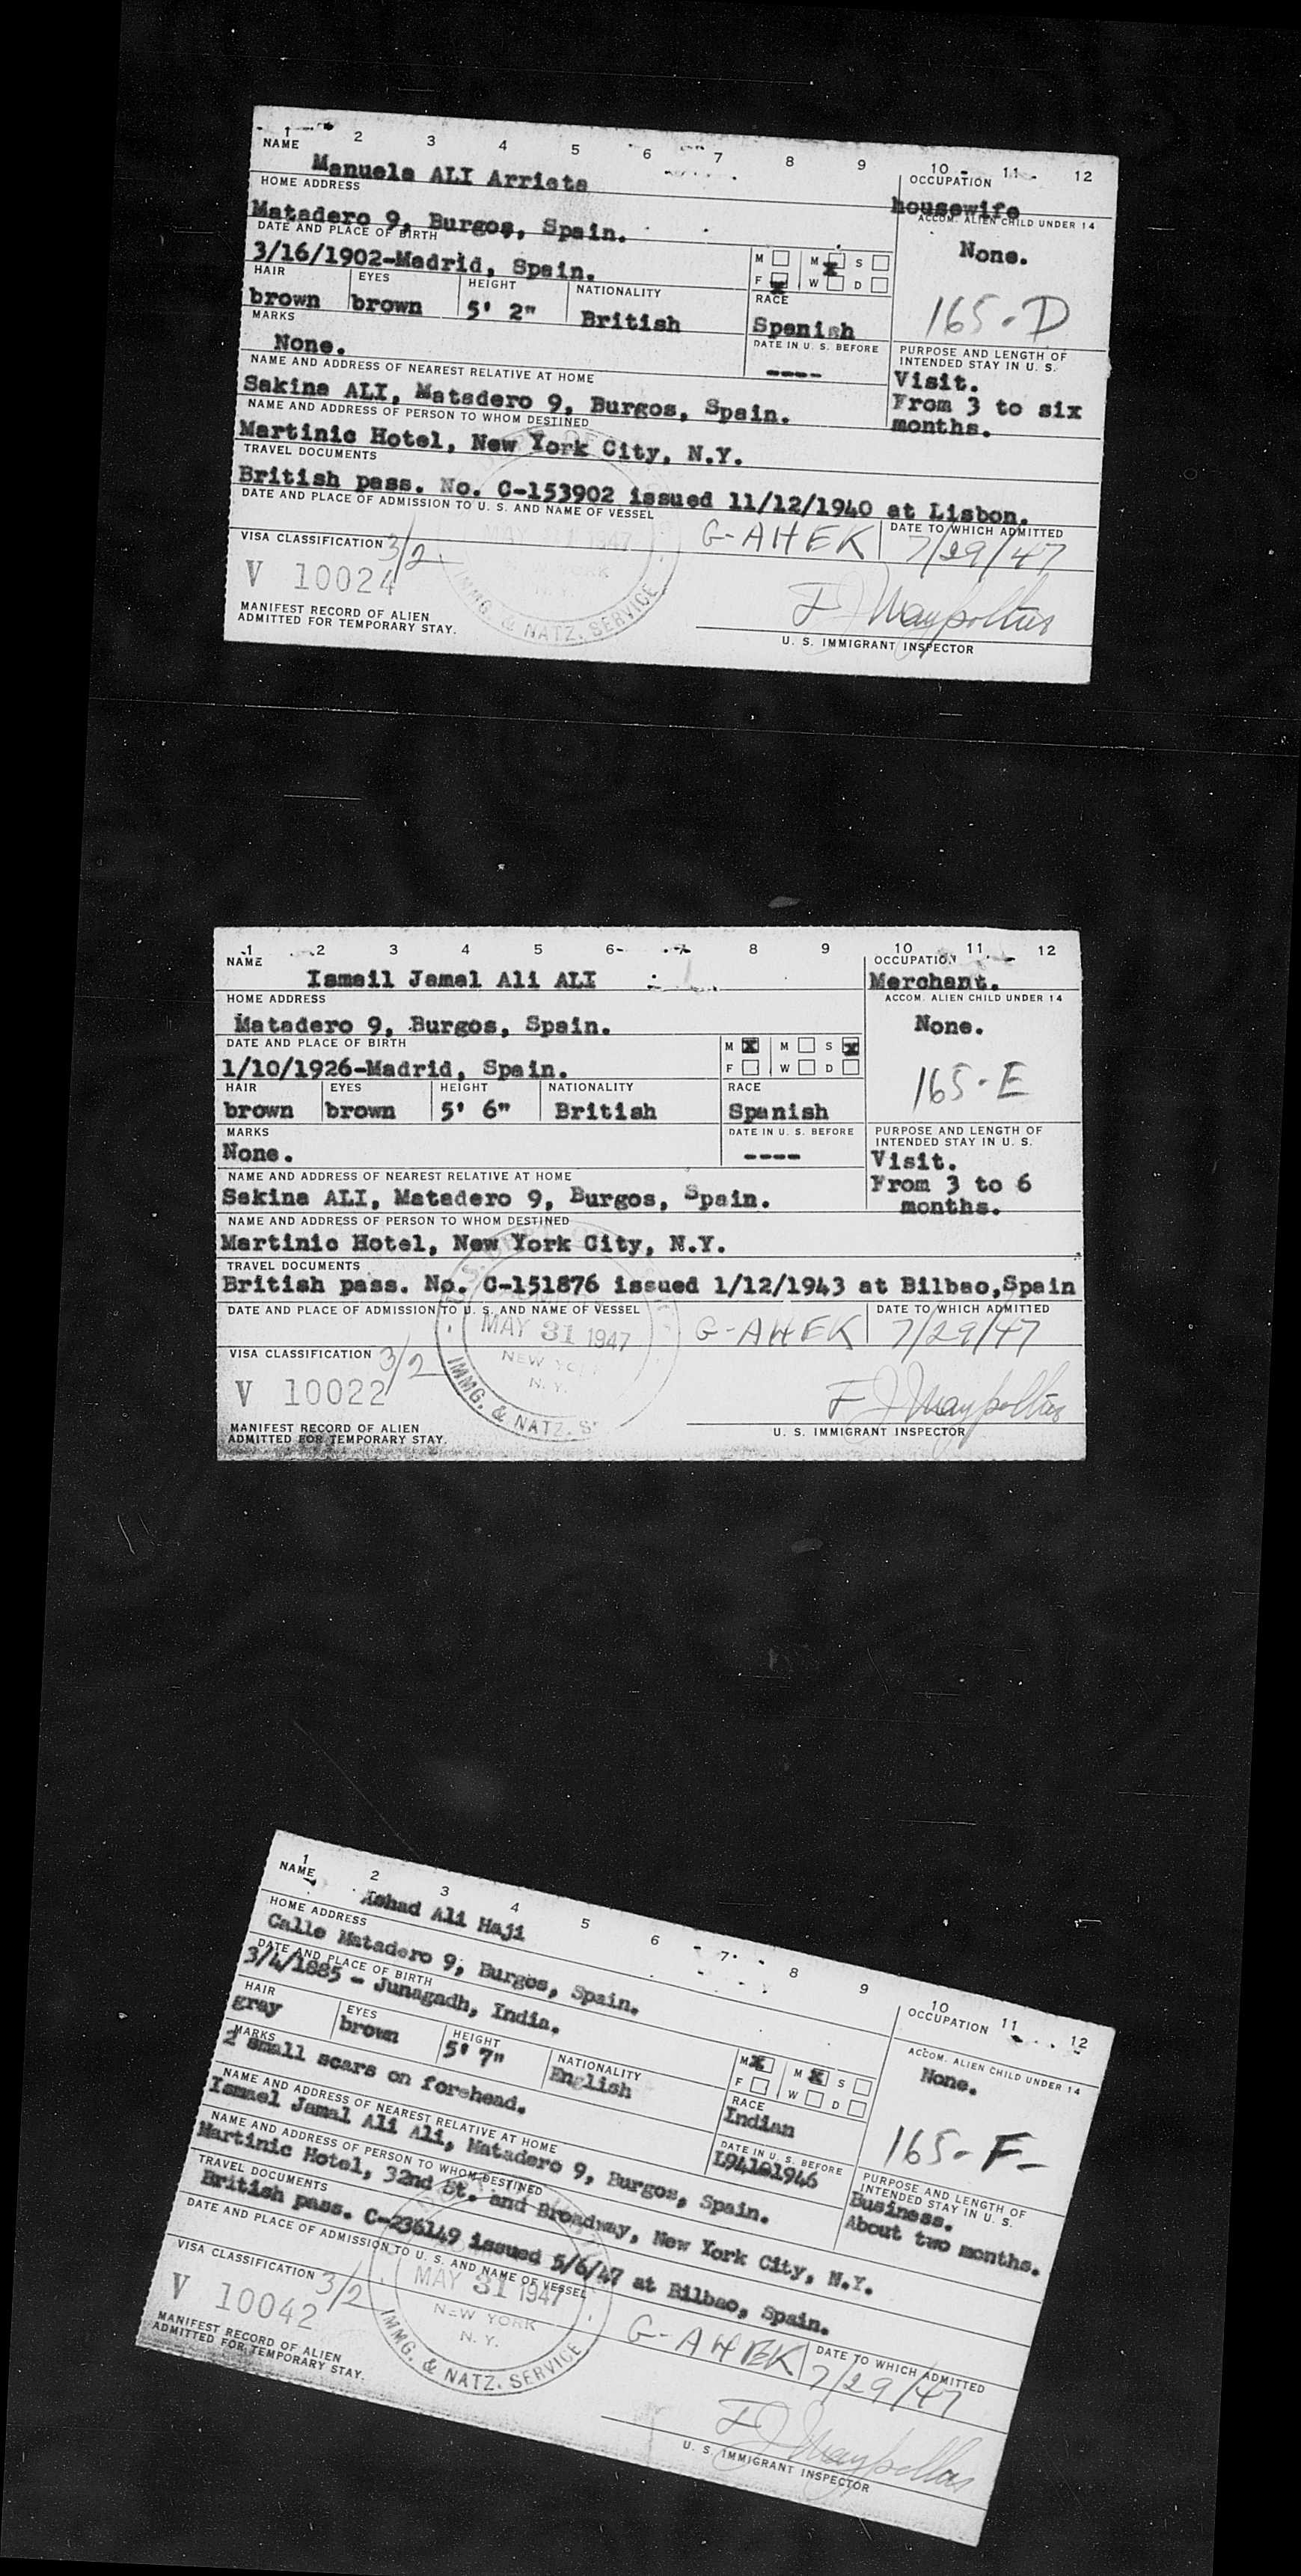 1 2 3 4 5 6 7 8 9 10 11 12
NAME
Manuela ALI Arrieta
OCCUPATION
housewife
HOME ADDRESS
Matadero 9, Burgos, Spain.
ACCOM. ALIEN CHILD UNDER 14
None.
DATE AND PLACE OF BIRTH
3/16/1902-Madrid, Spain.
M M S
F W D
165-D
HAIR EYES HEIGHT NATIONALITY RACE
brown brown 5' 2" British Spanish
MARKS
None.
DATE IN U. S. BEFORE
----
PURPOSE AND LENGTH OF
INTENDED STAY IN U. S.
Visit.
From 3 to six
months.
NAME AND ADDRESS OF NEAREST RELATIVE AT HOME
Sakina ALI, Matadero 9, Burgos, Spain.
NAME AND ADDRESS OF PERSON TO WHOM DESTINED
Martinic Hotel, New York City, N.Y.
TRAVEL DOCUMENTS
British pass. No. C-153902 issued 11/12/1940 at Lisbon.
DATE AND PLACE OF ADMISSION TO U. S. AND NAME OF VESSEL
G-AHEK
DATE TO WHICH ADMITTED
7/29/47
VISA CLASSIFICATION 3/2
V 10024
MAY 1947
N.Y.
IMMG. & NATZ. SERVICE
MANIFEST RECORD OF ALIEN
ADMITTED FOR TEMPORARY STAY.
U. S. IMMIGRANT INSPECTOR
1 2 3 4 5 6 7 8 9 10 11 12
NAME
Ismail Jamal Ali ALI
OCCUPATION
Merchant.
HOME ADDRESS
Matadero 9, Burgos, Spain.
ACCOM. ALIEN CHILD UNDER 14
None.
DATE AND PLACE OF BIRTH
1/10/1926-Madrid, Spain.
M M S
F W D
165-E
HAIR EYES HEIGHT NATIONALITY RACE
brown brown 5' 6" British Spanish
MARKS
None.
DATE IN U. S. BEFORE
----
PURPOSE AND LENGTH OF
INTENDED STAY IN U. S.
Visit.
From 3 to 6
months.
NAME AND ADDRESS OF NEAREST RELATIVE AT HOME
Sakina ALI, Matadero 9, Burgos, Spain.
NAME AND ADDRESS OF PERSON TO WHOM DESTINED
Martinic Hotel, New York City, N.Y.
TRAVEL DOCUMENTS
British pass. No. C-151876 issued 1/12/1943 at Bilbao,Spain
DATE AND PLACE OF ADMISSION TO U. S. AND NAME OF VESSEL
G-AHEK
DATE TO WHICH ADMITTED
7/29/47
VISA CLASSIFICATION 3/2
V 10022
MAY 31 1947
NEW YORK
N. Y.
IMMG. & NATZ. S
MANIFEST RECORD OF ALIEN
ADMITTED FOR TEMPORARY STAY.
U. S. IMMIGRANT INSPECTOR
1 2 3 4 5 6 7 8 9 10 11 12
NAME
Ashad Ali Haji
OCCUPATION
HOME ADDRESS
Calle Matadero 9, Burgos, Spain.
ACCOM. ALIEN CHILD UNDER 14
None.
DATE AND PLACE OF BIRTH
3/4/1885 - Junagadh, India.
M M S
F W D
165-F-
HAIR EYES HEIGHT NATIONALITY RACE
gray brown 5' 7" English Indian
MARKS
2 small scars on forehead.
DATE IN U. S. BEFORE
PURPOSE AND LENGTH OF
INTENDED STAY IN U. S.
Business.
About two months.
NAME AND ADDRESS OF NEAREST RELATIVE AT HOME
Ismael Jamal Ali Ali, Matadero 9, Burgos, Spain.
NAME AND ADDRESS OF PERSON TO WHOM DESTINED
Martinic Hotel, 32nd St. and Broadway, New York City, N.Y.
TRAVEL DOCUMENTS
British pass. C-236149 issued 5/6/47 at Bilbao, Spain.
DATE AND PLACE OF ADMISSION TO U. S. AND NAME OF VESSEL
G-AHEK
DATE TO WHICH ADMITTED
7/29/47
VISA CLASSIFICATION 3/2
V 10042
MAY 31 1947
NEW YORK
N. Y.
IMMG. & NATZ. SERVICE
MANIFEST RECORD OF ALIEN
ADMITTED FOR TEMPORARY STAY.
U. S. IMMIGRANT INSPECTOR